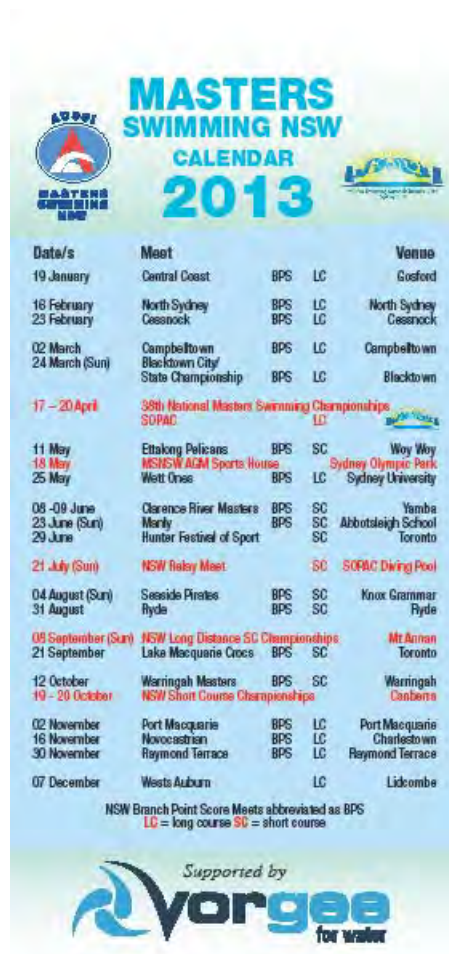 MASTERS
SWIMMING NSW
CALENDAR
2013
AUSSI
MASTERS
SWIMMING
NSW
Date/s Meet Venue
19 January Central Coast BPS LC Gosford
16 February North Sydney BPS LC North Sydney
23 February Cessnock BPS LC Cessnock
02 March Campbelltown BPS LC Campbelltown
24 March (Sun) Blacktown City/
State Championship BPS LC Blacktown
17 – 20 April 38th National Masters Swimming Championships
SOPAC LC
11 May Ettalong Pelicans BPS SC Woy Woy
18 May MSNSW AGM Sports House Sydney Olympic Park
25 May Wett Ones BPS LC Sydney University
08 -09 June Clarence River Masters BPS SC Yamba
23 June (Sun) Manly BPS SC Abbotsleigh School
29 June Hunter Festival of Sport SC Toronto
21 July (Sun) NSW Relay Meet SC SOPAC Diving Pool
04 August (Sun) Seaside Pirates BPS SC Knox Grammar
31 August Ryde BPS SC Ryde
08 September (Sun) NSW Long Distance SC Championships Mt Annan
21 September Lake Macquarie Crocs BPS SC Toronto
12 October Warringah Masters BPS SC Warringah
19 - 20 October NSW Short Course Championships Canberra
02 November Port Macquarie BPS LC Port Macquarie
16 November Novocastrian BPS LC Charlestown
30 November Raymond Terrace BPS LC Raymond Terrace
07 December Wests Auburn LC Lidcombe
NSW Branch Point Score Meets abbreviated as BPS
LC = long course SC = short course
Supported by
vorgee
for water